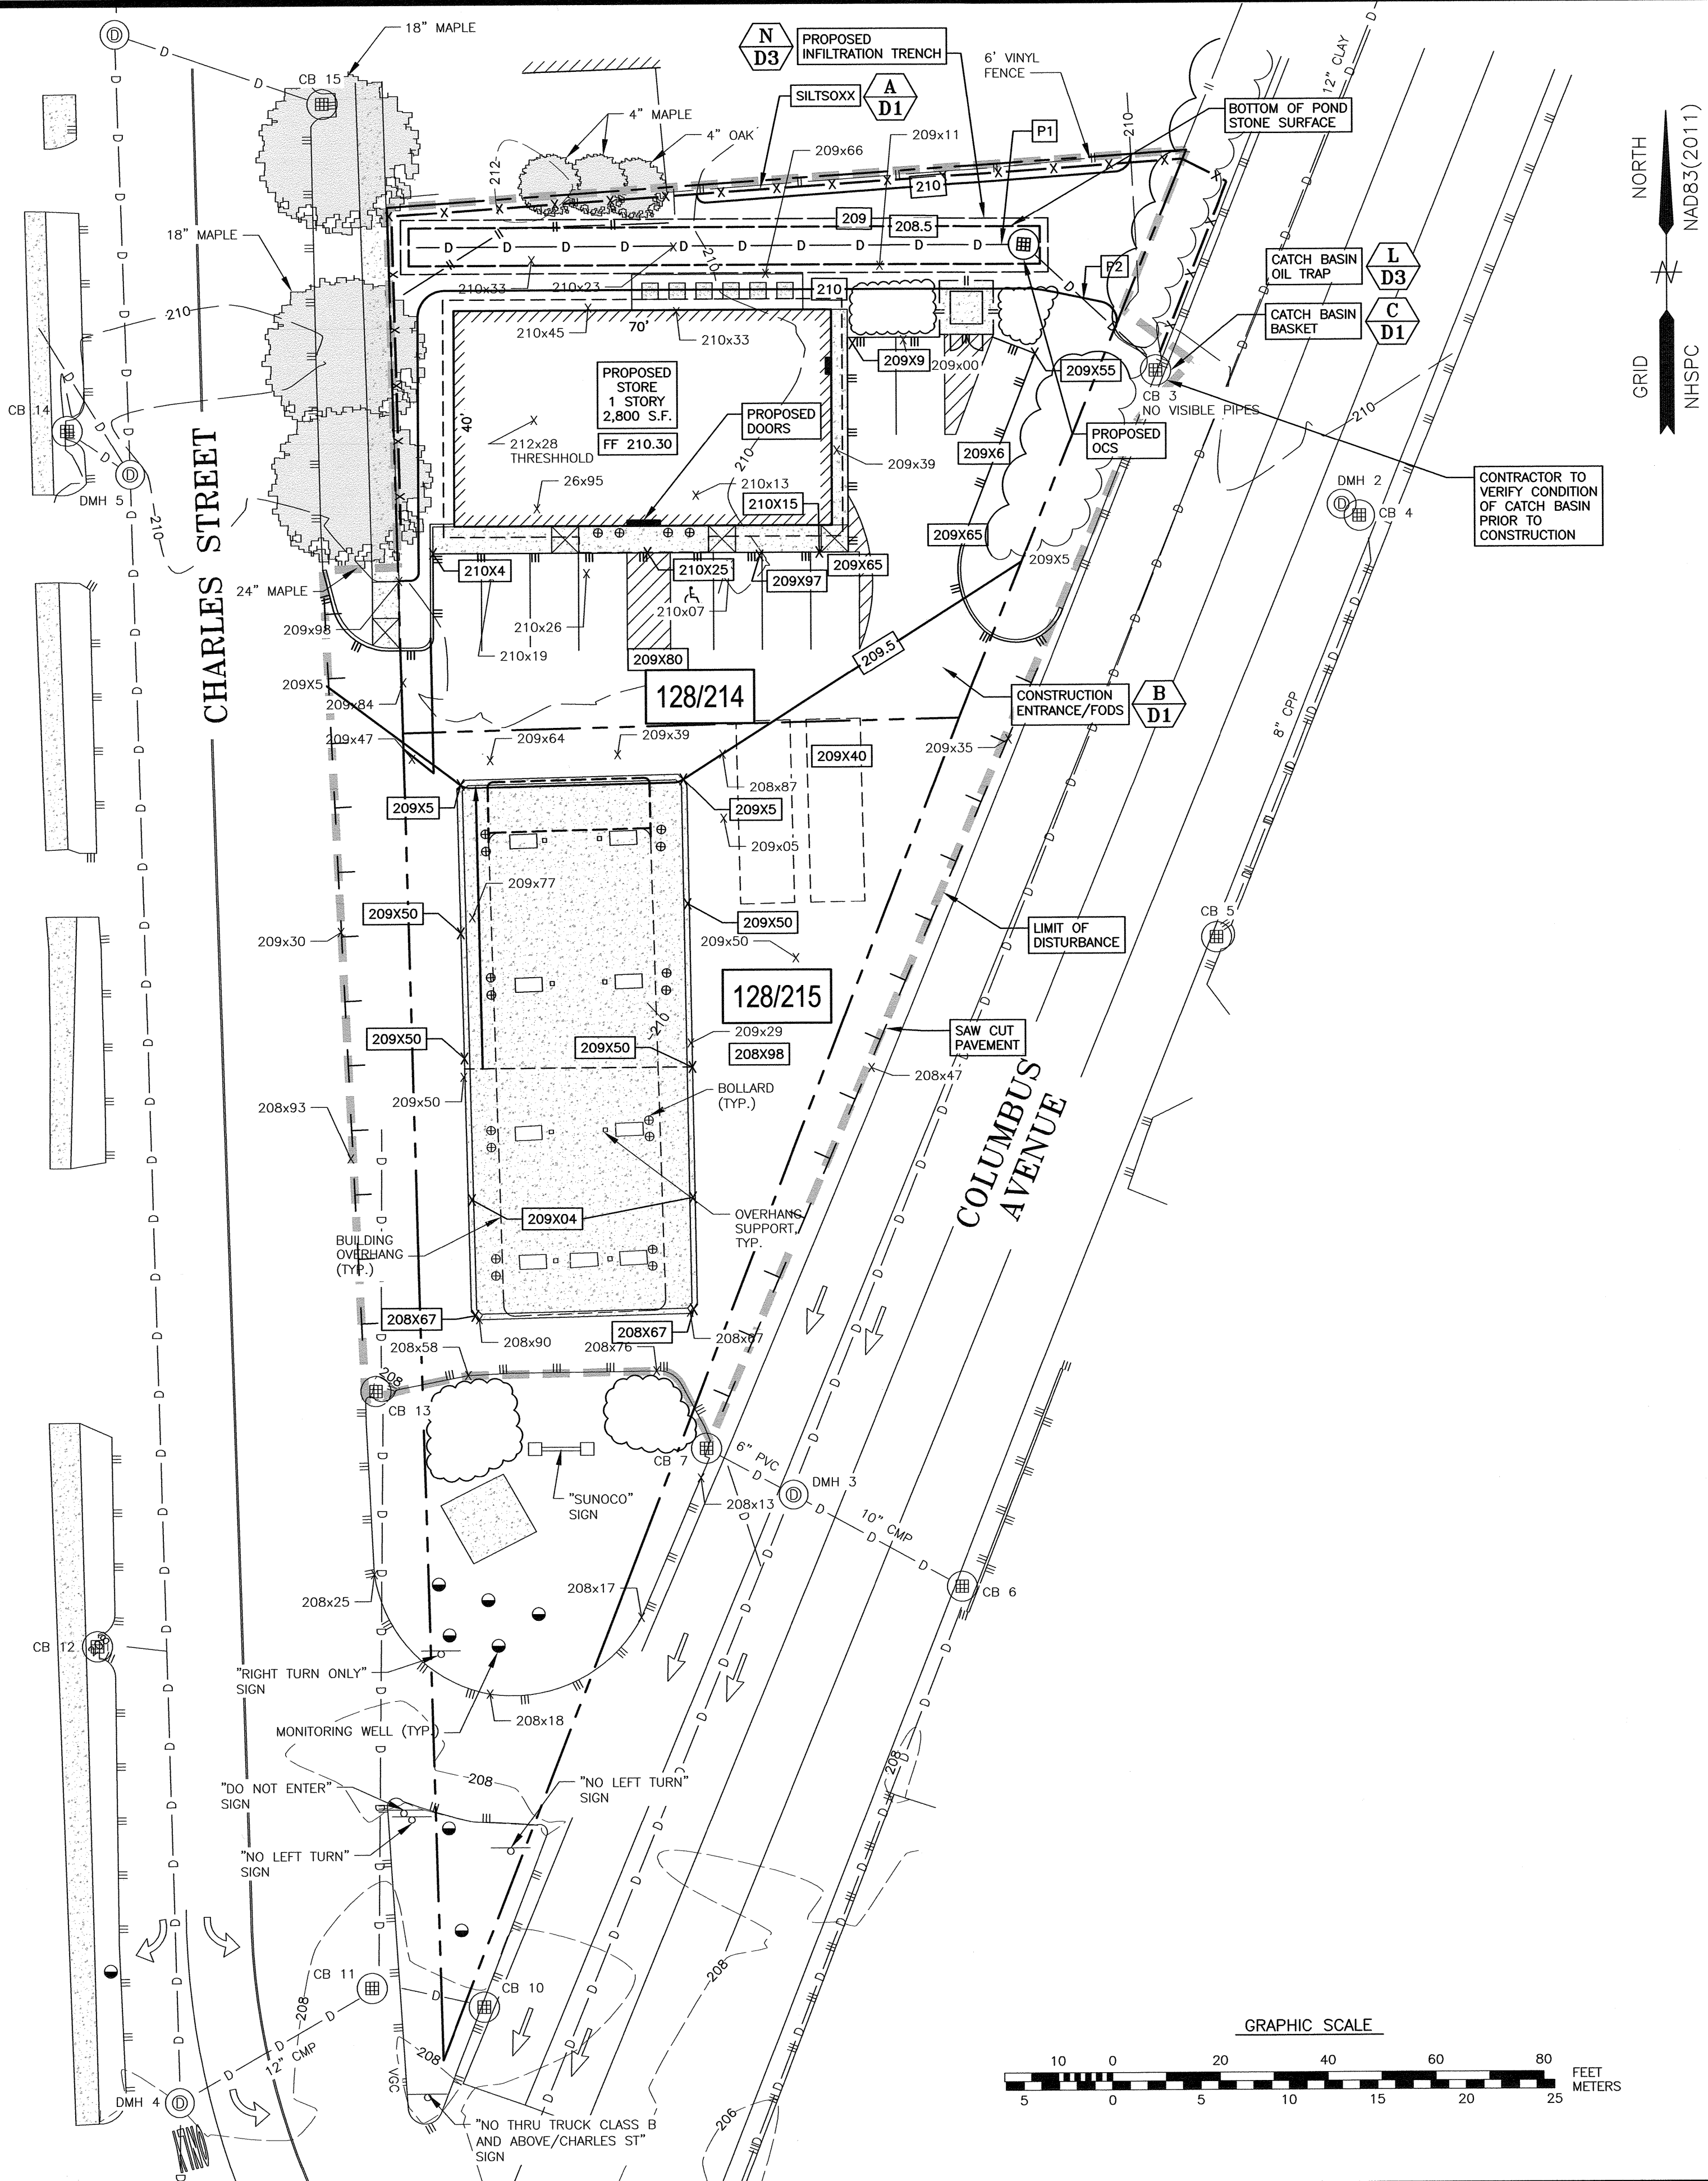 18" MAPLE
N
D3
PROPOSED
INFILTRATION TRENCH
6' VINYL
FENCE
12" CLAY
D
CB 15
SILTSOXX
A
D1
BOTTOM OF POND
STONE SURFACE
4" MAPLE
4" OAK
209x11
P1
210
209x66
212
210
NORTH
NAD83(2011)
GRID
NHSPC
N
18" MAPLE
209
208.5
CATCH BASIN
OIL TRAP
L
D3
210
P2
210x33
210x23
210
CATCH BASIN
BASKET
C
D1
210
70'
210x45
210x33
209X9
209x00
209X55
CB 3
NO VISIBLE PIPES
210
PROPOSED
STORE
1 STORY
2,800 S.F.
FF 210.30
PROPOSED
DOORS
40'
CB 14
212x28
THRESHHOLD
210
209x39
209X6
PROPOSED
OCS
CONTRACTOR TO
VERIFY CONDITION
OF CATCH BASIN
PRIOR TO
CONSTRUCTION
DMH 5
210
CHARLES STREET
26x95
210x13
210X15
DMH 2
CB 4
209X65
209x5
24" MAPLE
210X4
210X25
209X97
209X65
209x98
210x26
210x07
210x19
209X80
209.5
128/214
209X5
209x84
CONSTRUCTION
ENTRANCE/FODS
B
D1
8" CPP
209x47
209x64
209x39
209X40
209x35
209X5
208x87
209X5
209x05
209x77
209X50
209X50
209x30
209x50
LIMIT OF
DISTURBANCE
CB 5
128/215
210
209X50
209X50
209x29
208X98
SAW CUT
PAVEMENT
208x47
208x93
209x50
BOLLARD
(TYP.)
COLUMBUS
AVENUE
209X04
OVERHANG
SUPPORT,
TYP.
BUILDING
OVERHANG
(TYP.)
208X67
208X67
208x58
208x90
208x76
208x67
208
CB 13
CB 7
6" PVC
DMH 3
"SUNOCO"
SIGN
208x13
10" CMP
208x25
208x17
CB 6
CB 12
"RIGHT TURN ONLY"
SIGN
208x18
MONITORING WELL (TYP.)
208
208
"DO NOT ENTER"
SIGN
"NO LEFT TURN"
SIGN
"NO LEFT TURN"
SIGN
208
CB 11
CB 10
208
12" CMP
208
VGC
DMH 4
"NO THRU TRUCK CLASS B
AND ABOVE/CHARLES ST"
SIGN
206
GRAPHIC SCALE
10 0 20 40 60 80
FEET
METERS
5 0 5 10 15 20 25